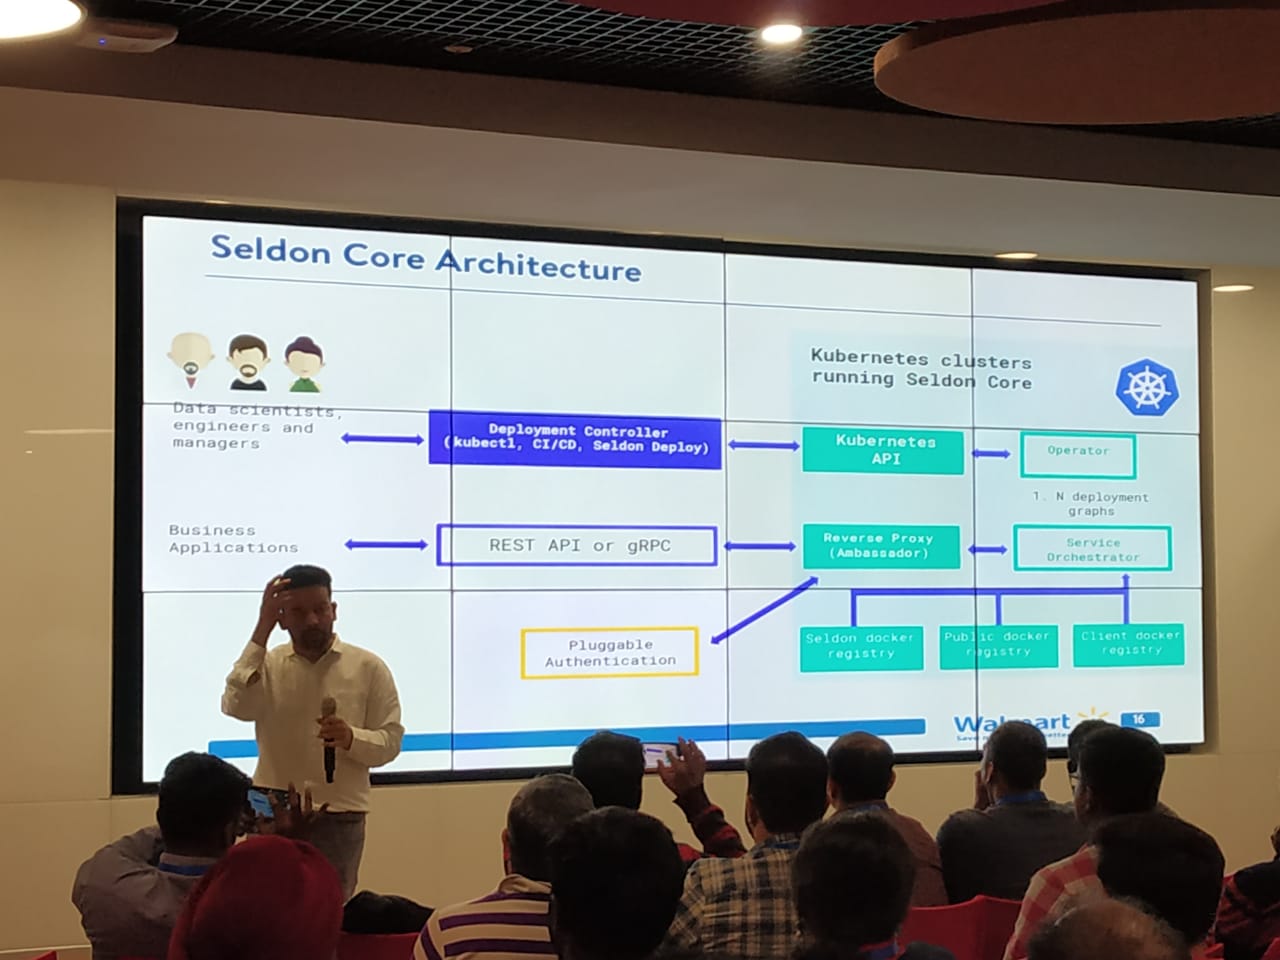 Seldon Core Architecture
Kubernetes clusters
running Seldon Core
Data scientists,
engineers and
managers
Deployment Controller
(kubectl, CI/CD, Seldon Deploy)
Kubernetes
API
Operator
1. N deployment
graphs
Business
Applications
REST API or gRPC
Reverse Proxy
(Ambassador)
Service
Orchestrator
Pluggable
Authentication
Seldon docker
registry
Public docker
registry
Client docker
registry
Walmart
16